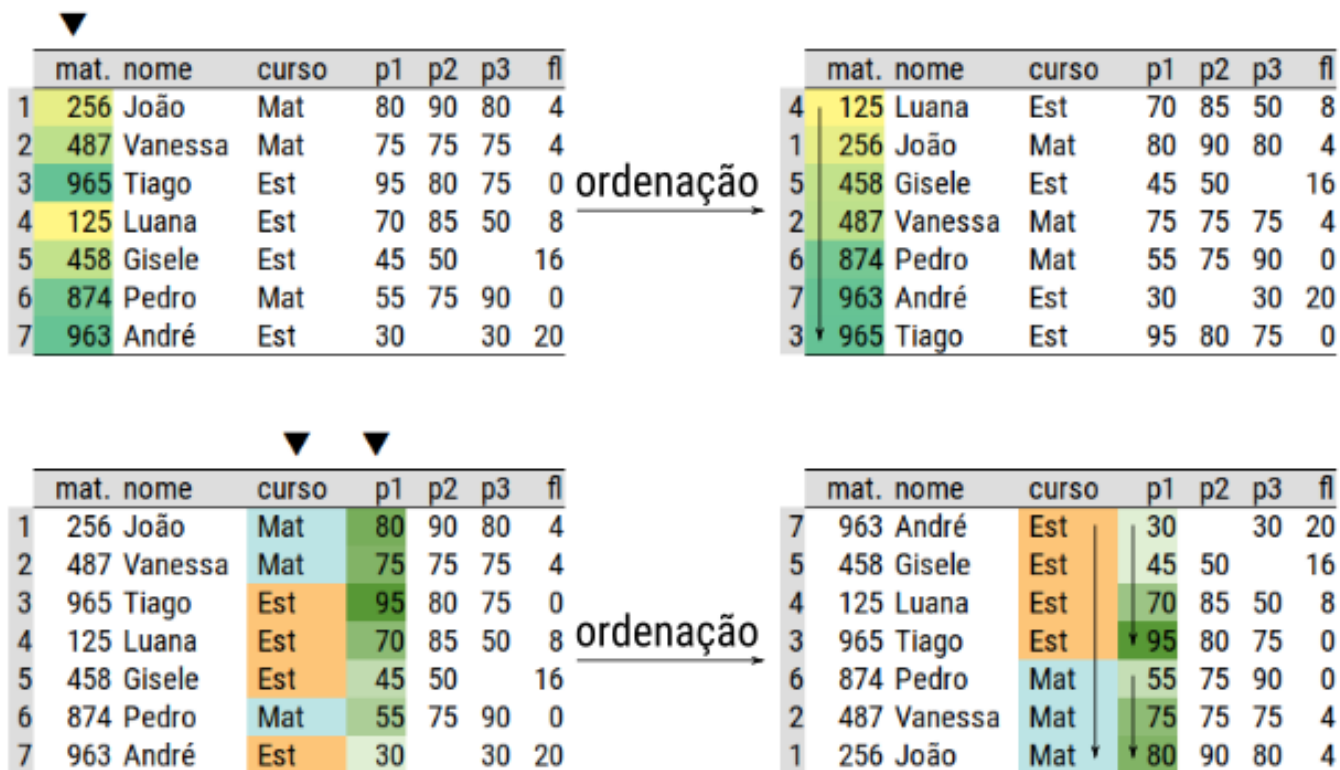 mat. nome curso p1 p2 p3 fl
1 256 João Mat 80 90 80 4
2 487 Vanessa Mat 75 75 75 4
3 965 Tiago Est 95 80 75 0
4 125 Luana Est 70 85 50 8
5 458 Gisele Est 45 50 16
6 874 Pedro Mat 55 75 90 0
7 963 André Est 30 30 20
ordenação
mat. nome curso p1 p2 p3 fl
4 125 Luana Est 70 85 50 8
1 256 João Mat 80 90 80 4
5 458 Gisele Est 45 50 16
2 487 Vanessa Mat 75 75 75 4
6 874 Pedro Mat 55 75 90 0
7 963 André Est 30 30 20
3 965 Tiago Est 95 80 75 0
mat. nome curso p1 p2 p3 fl
1 256 João Mat 80 90 80 4
2 487 Vanessa Mat 75 75 75 4
3 965 Tiago Est 95 80 75 0
4 125 Luana Est 70 85 50 8
5 458 Gisele Est 45 50 16
6 874 Pedro Mat 55 75 90 0
7 963 André Est 30 30 20
ordenação
mat. nome curso p1 p2 p3 fl
7 963 André Est 30 30 20
5 458 Gisele Est 45 50 16
4 125 Luana Est 70 85 50 8
3 965 Tiago Est 95 80 75 0
6 874 Pedro Mat 55 75 90 0
2 487 Vanessa Mat 75 75 75 4
1 256 João Mat 80 90 80 4